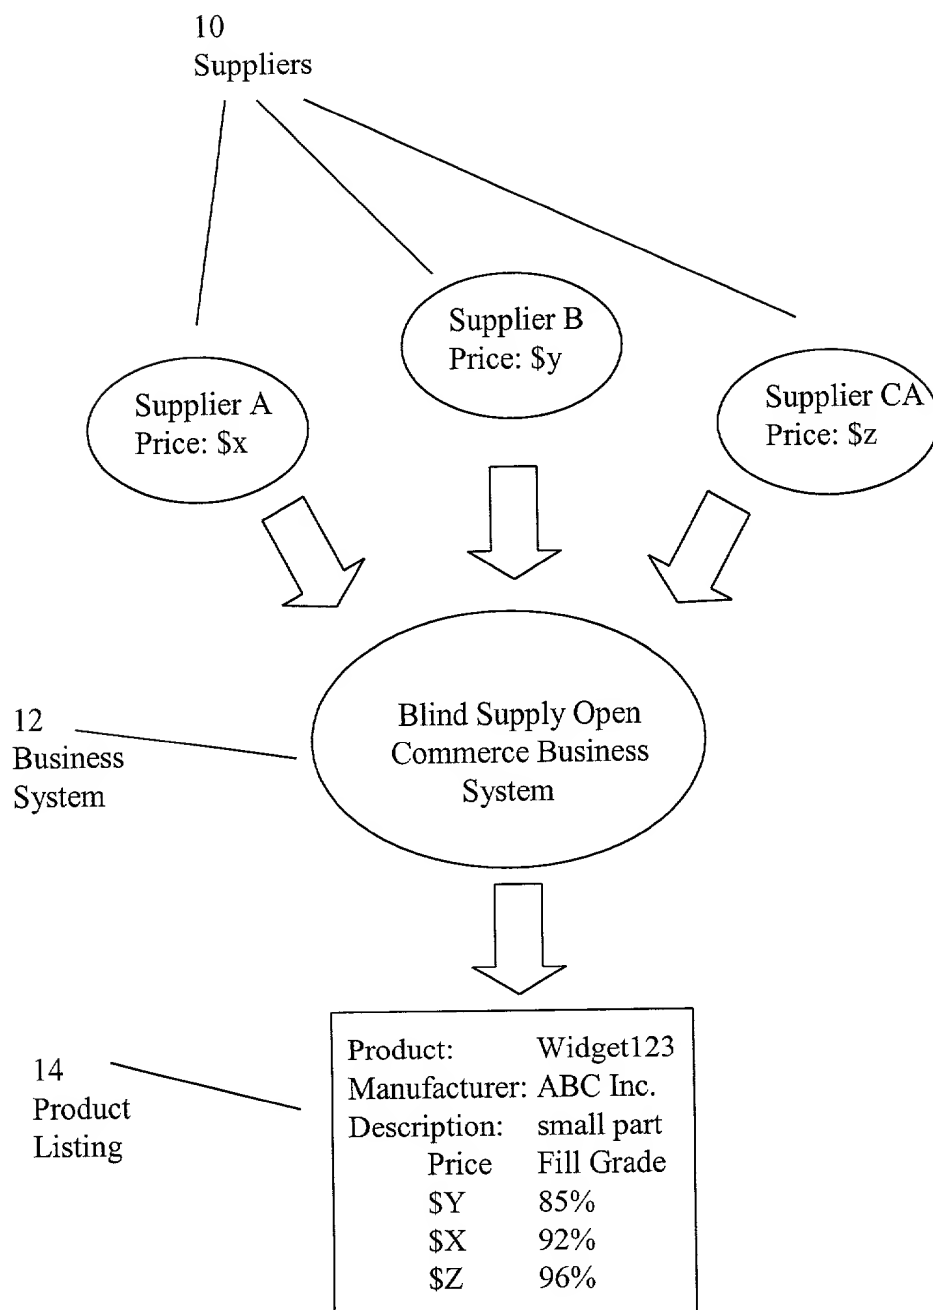 10
Suppliers
Supplier B
Price: $y
Supplier A
Price: $x
Supplier CA
Price: $z
Blind Supply Open
Commerce Business
System
12
Business
System
14
Product
Listing
Product: Widget123
Manufacturer: ABC Inc.
Description: small part
Price Fill Grade
$Y 85%
$X 92%
$Z 96%